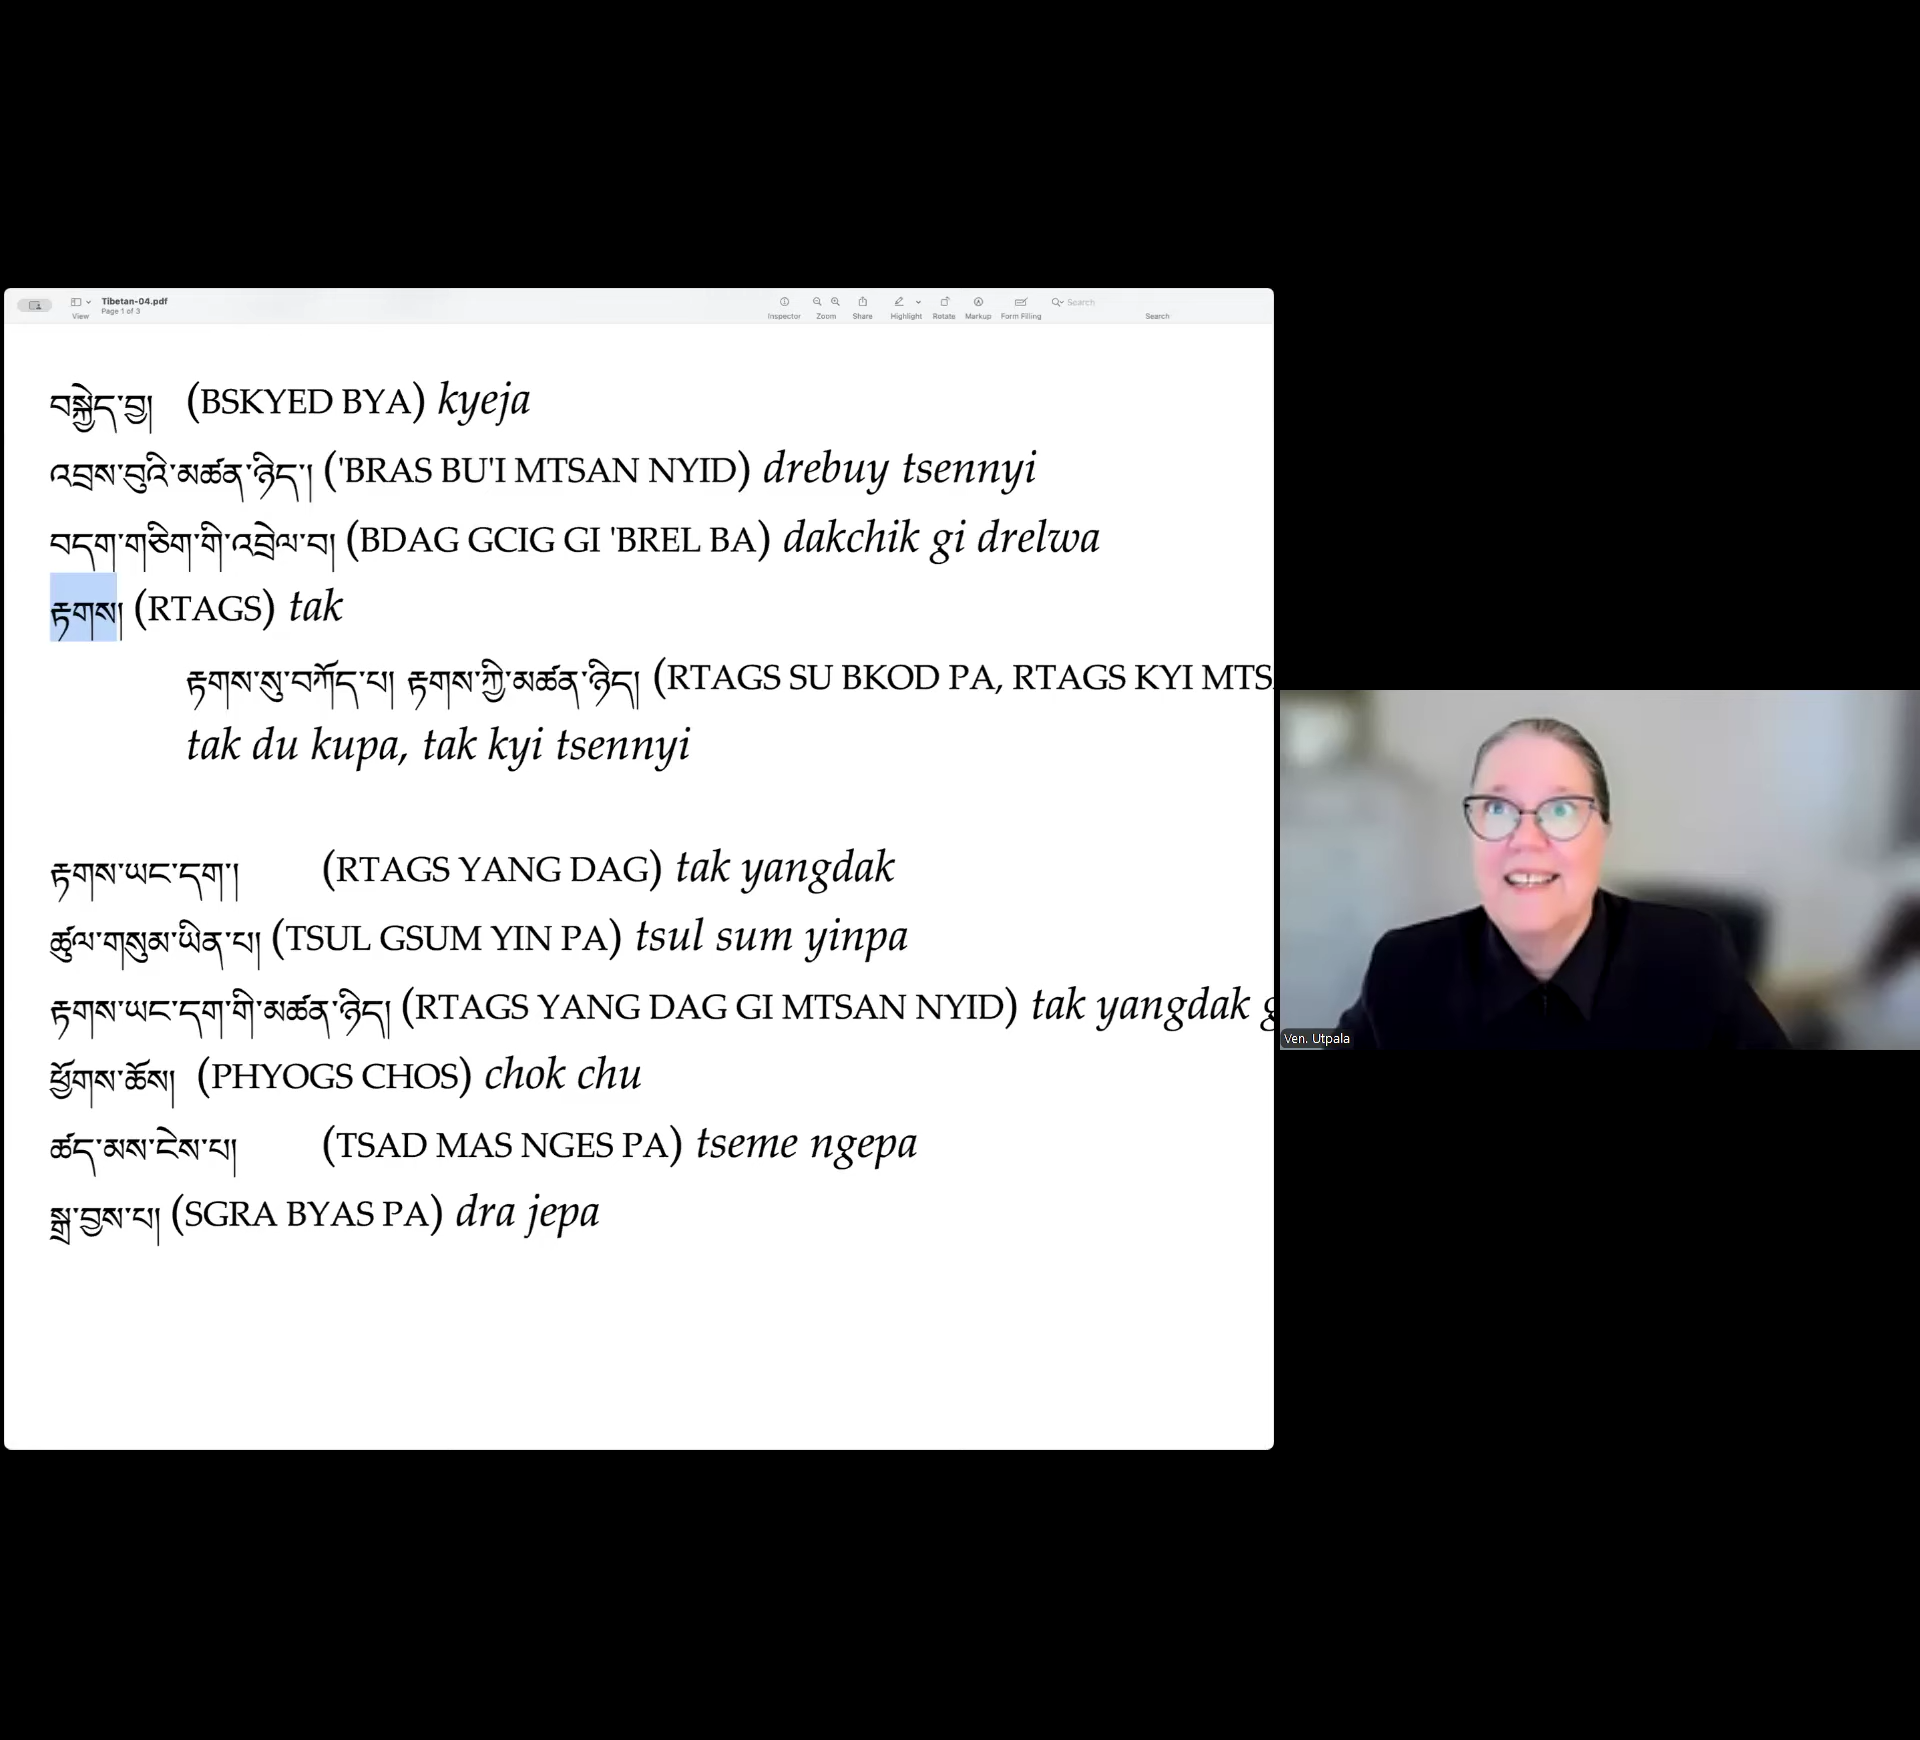 Tibetan-04.pdf
Page 1 of 3
View
Inspector
Zoom
Share
Highlight
Rotate
Markup
Form Filling
Search
Search
བསྐྱེད་བྱ། (BSKYED BYA) kyeja
འབྲས་བུའི་མཚན་ཉིད་། ('BRAS BU'I MTSAN NYID) drebuy tsennyi
བདག་གཅིག་གི་འབྲེལ་བ། (BDAG GCIG GI 'BREL BA) dakchik gi drelwa
རྟགས། (RTAGS) tak
རྟགས་སུ་བཀོད་པ། རྟགས་ཀྱི་མཚན་ཉིད། (RTAGS SU BKOD PA, RTAGS KYI MTS
tak du kupa, tak kyi tsennyi
རྟགས་ཡང་དག་། (RTAGS YANG DAG) tak yangdak
ཚུལ་གསུམ་ཡིན་པ། (TSUL GSUM YIN PA) tsul sum yinpa
རྟགས་ཡང་དག་གི་མཚན་ཉིད། (RTAGS YANG DAG GI MTSAN NYID) tak yangdak g
ཕྱོགས་ཆོས། (PHYOGS CHOS) chok chu
ཚད་མས་ངེས་པ། (TSAD MAS NGES PA) tseme ngepa
སྒྲ་བྱས་པ། (SGRA BYAS PA) dra jepa
Ven. Utpala